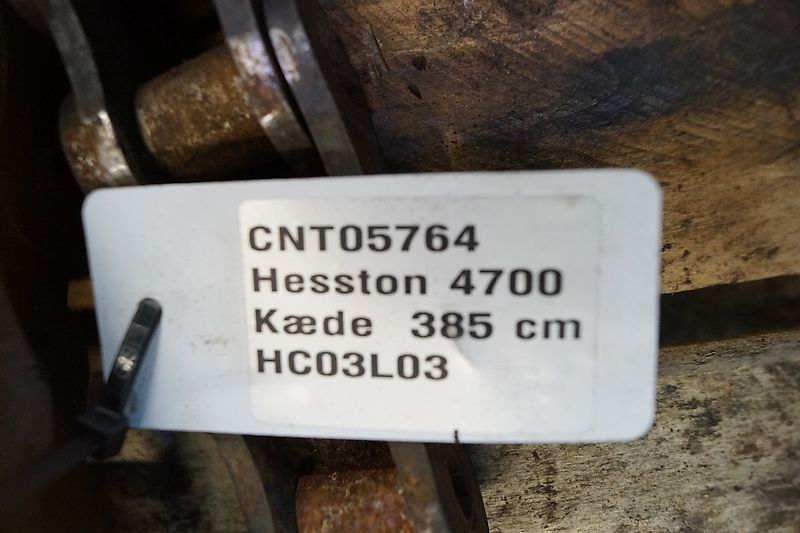 CNT05764
Hesston 4700
Kæde 385 cm
HC03L03